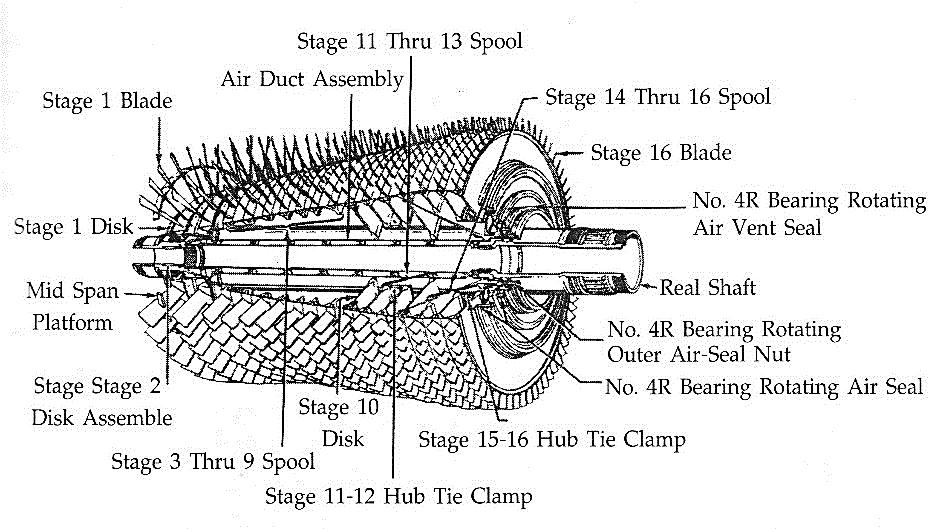 Stage 11 Thru 13 Spool
Air Duct Assembly
Stage 1 Blade
Stage 14 Thru 16 Spool
Stage 16 Blade
No. 4R Bearing Rotating
Air Vent Seal
Stage 1 Disk
Mid Span
Platform
Real Shaft
No. 4R Bearing Rotating
Outer Air-Seal Nut
No. 4R Bearing Rotating Air Seal
Stage Stage 2
Disk Assemble
Stage 10
Disk
Stage 15-16 Hub Tie Clamp
Stage 3 Thru 9 Spool
Stage 11-12 Hub Tie Clamp